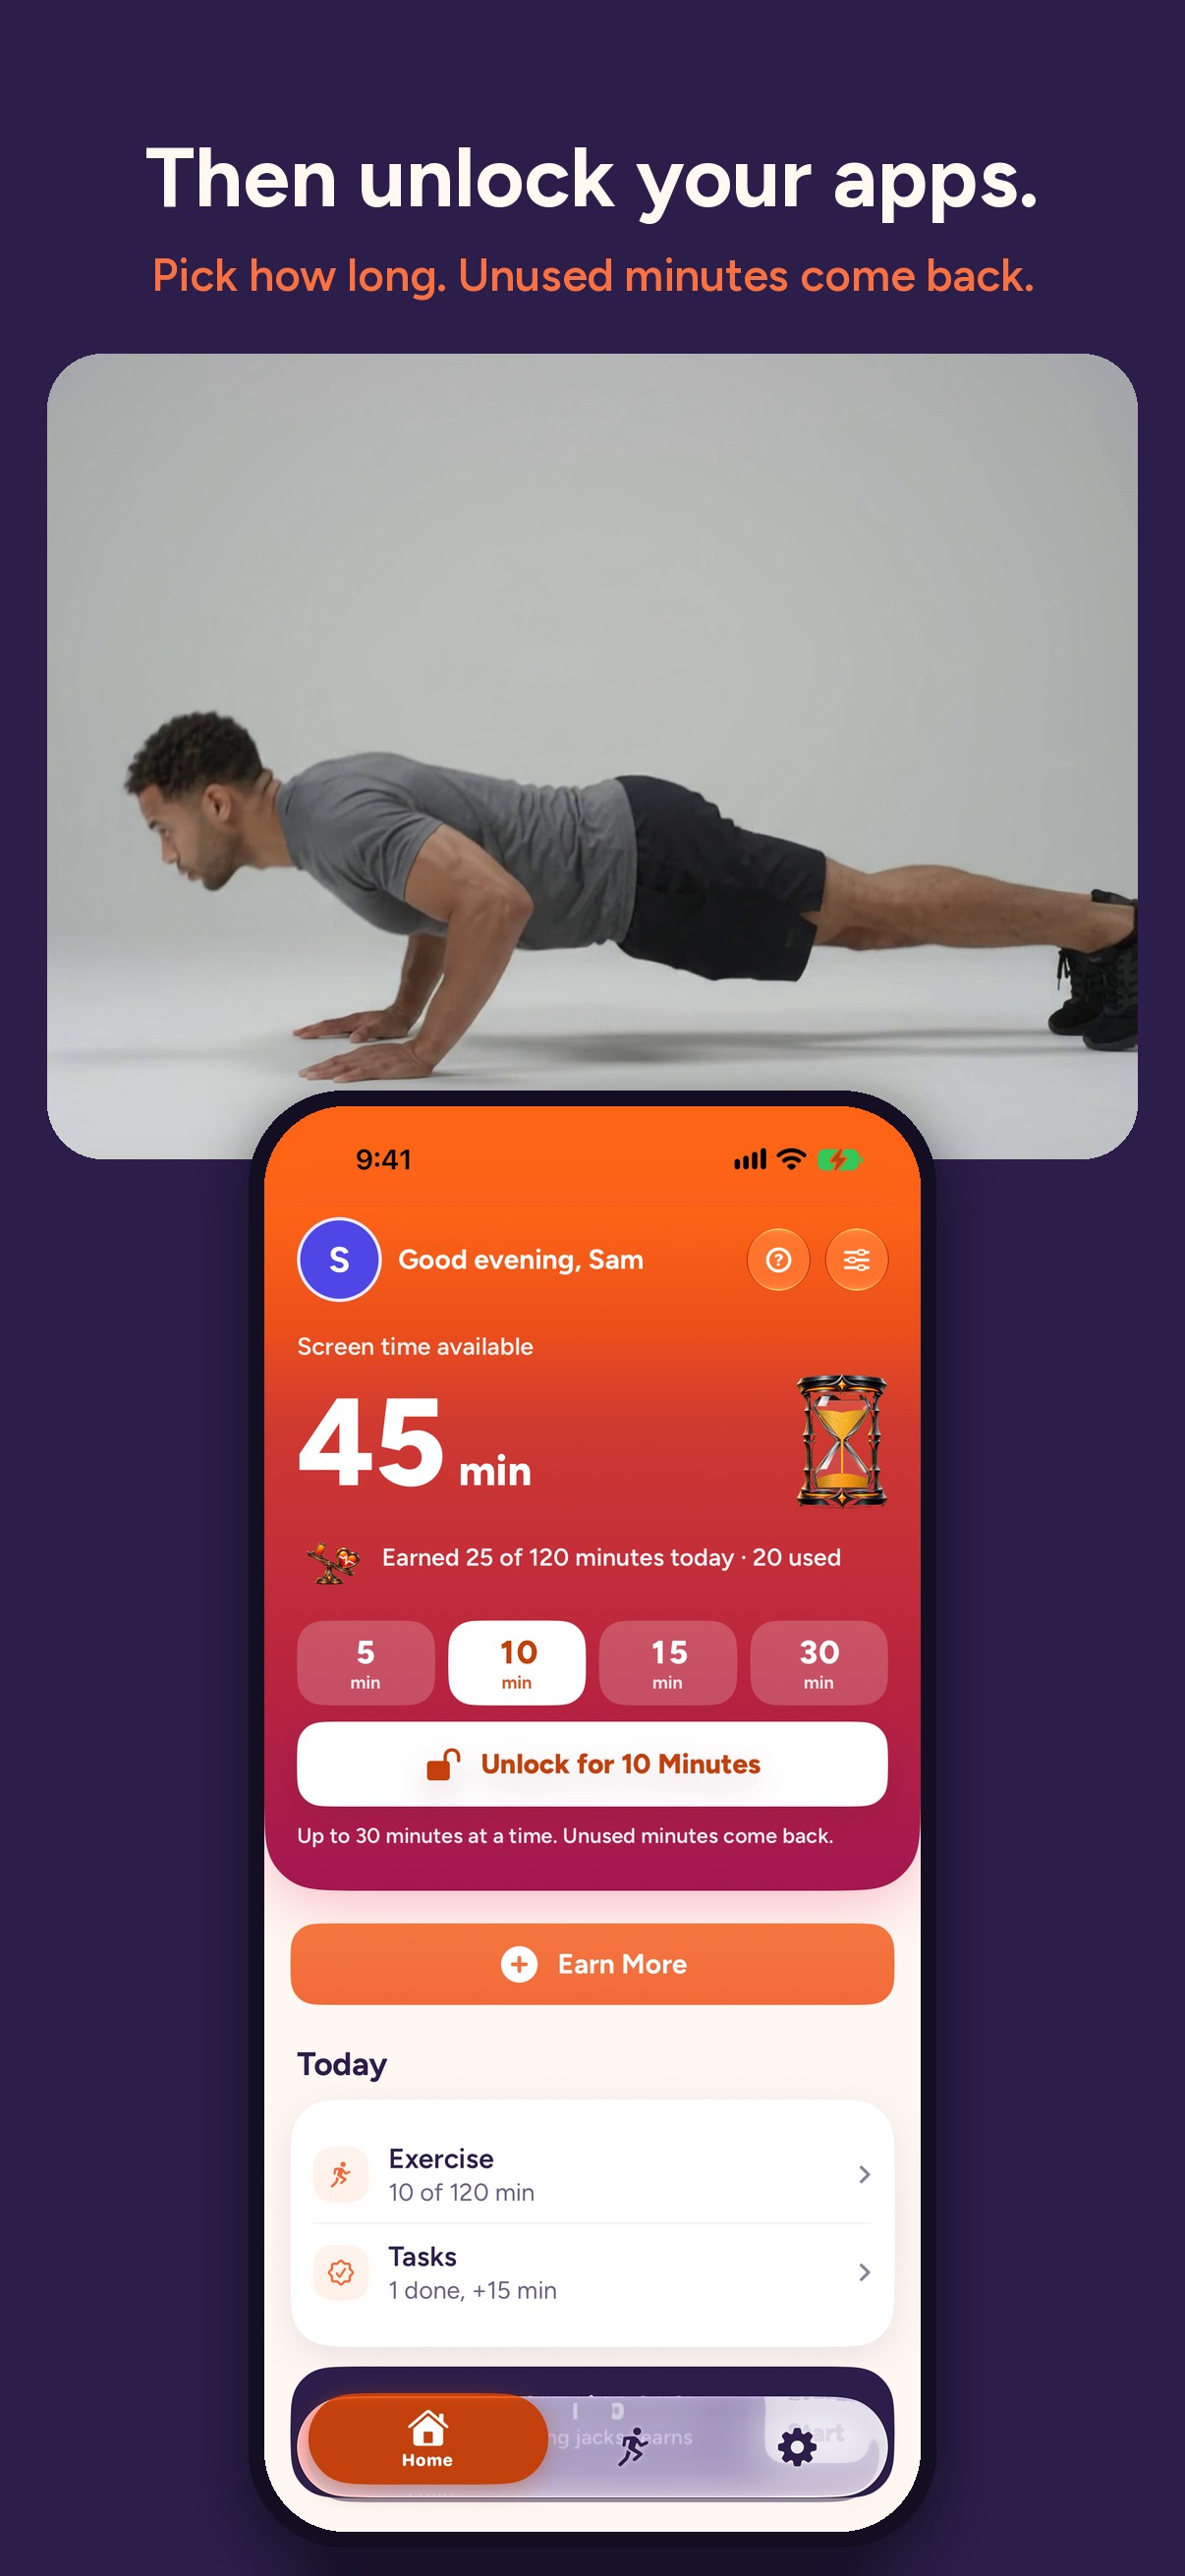 Then unlock your apps.
Pick how long. Unused minutes come back.
9:41
S
Good evening, Sam
Screen time available
45 min
Earned 25 of 120 minutes today · 20 used
5 min
10 min
15 min
30 min
Unlock for 10 Minutes
Up to 30 minutes at a time. Unused minutes come back.
Earn More
Today
Exercise
10 of 120 min
Tasks
1 done, +15 min
jacks earns
Start
Home